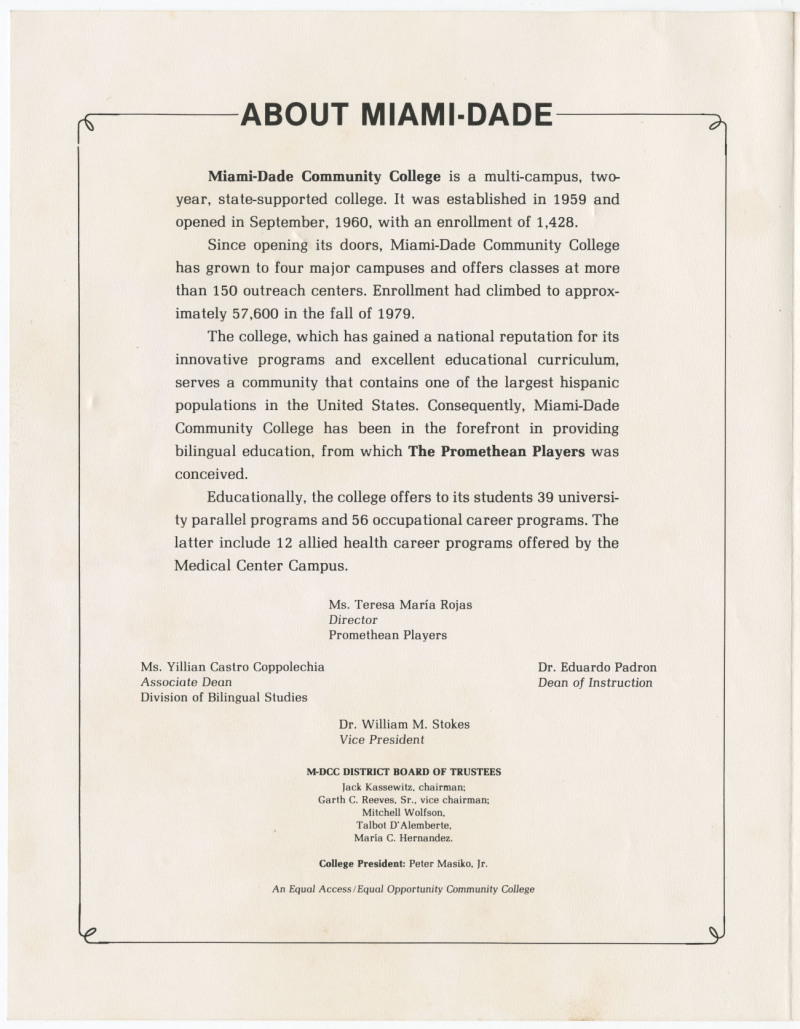 ABOUT MIAMI-DADE
Miami-Dade Community College is a multi-campus, two-
year, state-supported college. It was established in 1959 and
opened in September, 1960, with an enrollment of 1,428.
Since opening its doors, Miami-Dade Community College
has grown to four major campuses and offers classes at more
than 150 outreach centers. Enrollment had climbed to approx-
imately 57,600 in the fall of 1979.
The college, which has gained a national reputation for its
innovative programs and excellent educational curriculum,
serves a community that contains one of the largest hispanic
populations in the United States. Consequently, Miami-Dade
Community College has been in the forefront in providing
bilingual education, from which The Promethean Players was
conceived.
Educationally, the college offers to its students 39 universi-
ty parallel programs and 56 occupational career programs. The
latter include 12 allied health career programs offered by the
Medical Center Campus.
Ms. Teresa María Rojas
Director
Promethean Players
Ms. Yillian Castro Coppolechia
Associate Dean
Division of Bilingual Studies
Dr. Eduardo Padron
Dean of Instruction
Dr. William M. Stokes
Vice President
M-DCC DISTRICT BOARD OF TRUSTEES
Jack Kassewitz, chairman;
Garth C. Reeves, Sr., vice chairman;
Mitchell Wolfson,
Talbot D'Alemberte,
Maria C. Hernandez.
College President: Peter Masiko, Jr.
An Equal Access/Equal Opportunity Community College